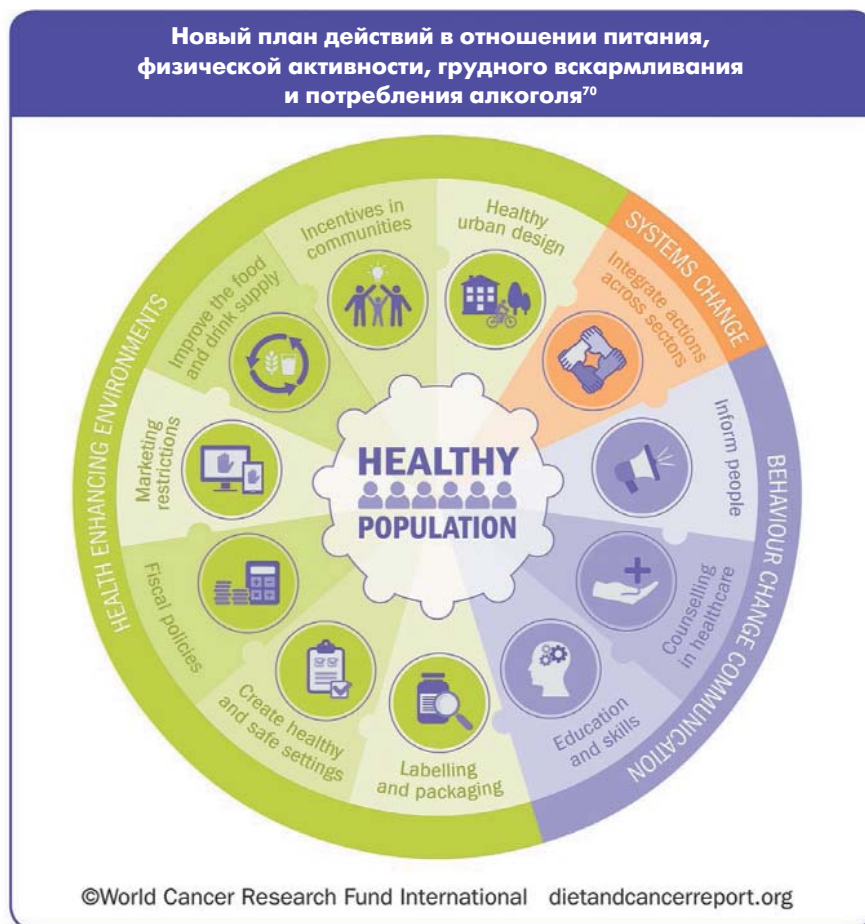 Новый план действий в отношении питания,
физической активности, грудного вскармливания
и потребления алкоголя⁷⁰
HEALTH ENHANCING ENVIRONMENTS
SYSTEMS CHANGE
BEHAVIOUR CHANGE COMMUNICATION
Incentives in
communities
Healthy
urban design
Integrate actions
across sectors
Inform people
Counselling
in healthcare
Education
and skills
Labelling
and packaging
Create healthy
and safe settings
Fiscal policies
Marketing
restrictions
Improve the food
and drink supply
HEALTHY
POPULATION
©World Cancer Research Fund International dietandcancerreport.org